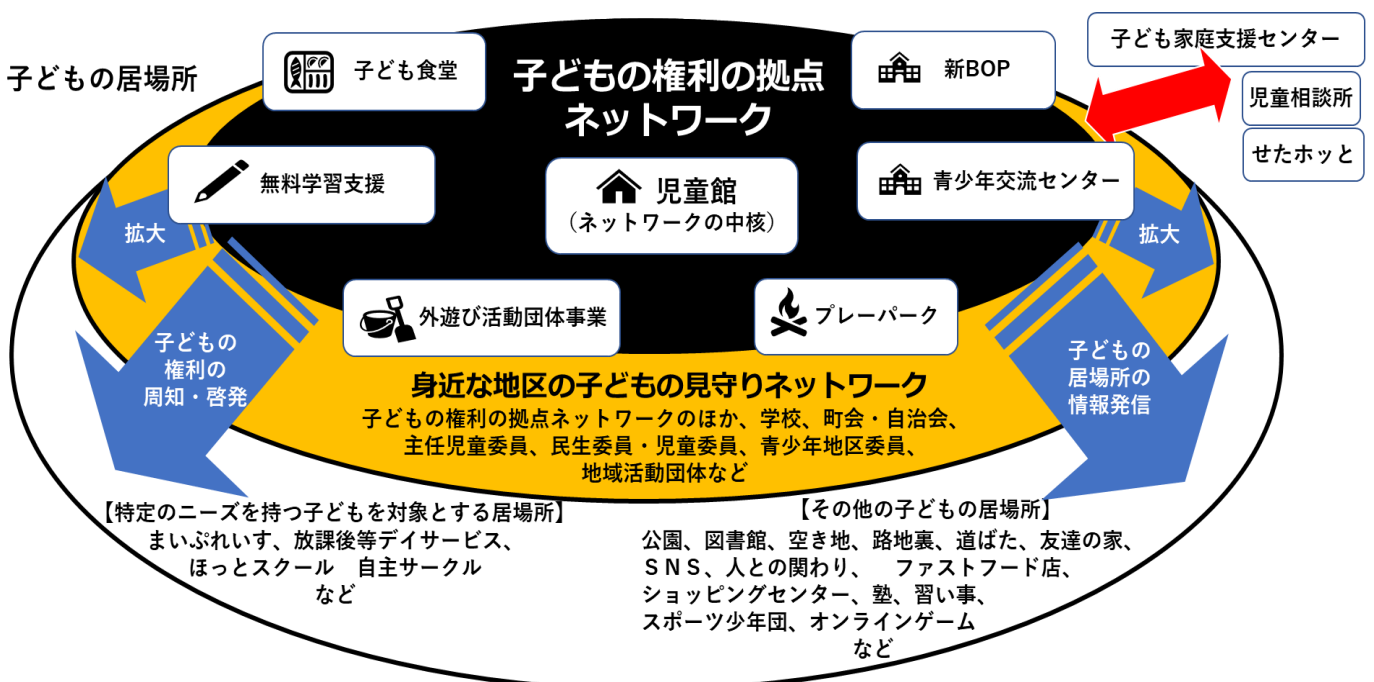 子どもの居場所
子ども食堂
子どもの権利の拠点
ネットワーク
新BOP
子ども家庭支援センター
児童相談所
せたホッと
無料学習支援
児童館
（ネットワークの中核）
青少年交流センター
拡大
拡大
外遊び活動団体事業
プレーパーク
子どもの
権利の
周知・啓発
子どもの
居場所の
情報発信
身近な地区の子どもの見守りネットワーク
子どもの権利の拠点ネットワークのほか、学校、町会・自治会、
主任児童委員、民生委員・児童委員、青少年地区委員、
地域活動団体など
【特定のニーズを持つ子どもを対象とする居場所】
まいぷれいす、放課後等デイサービス、
ほっとスクール　自主サークル
など
【その他の子どもの居場所】
公園、図書館、空き地、路地裏、道ばた、友達の家、
ＳＮＳ、人との関わり、　ファストフード店、
ショッピングセンター、塾、習い事、
スポーツ少年団、オンラインゲーム
など